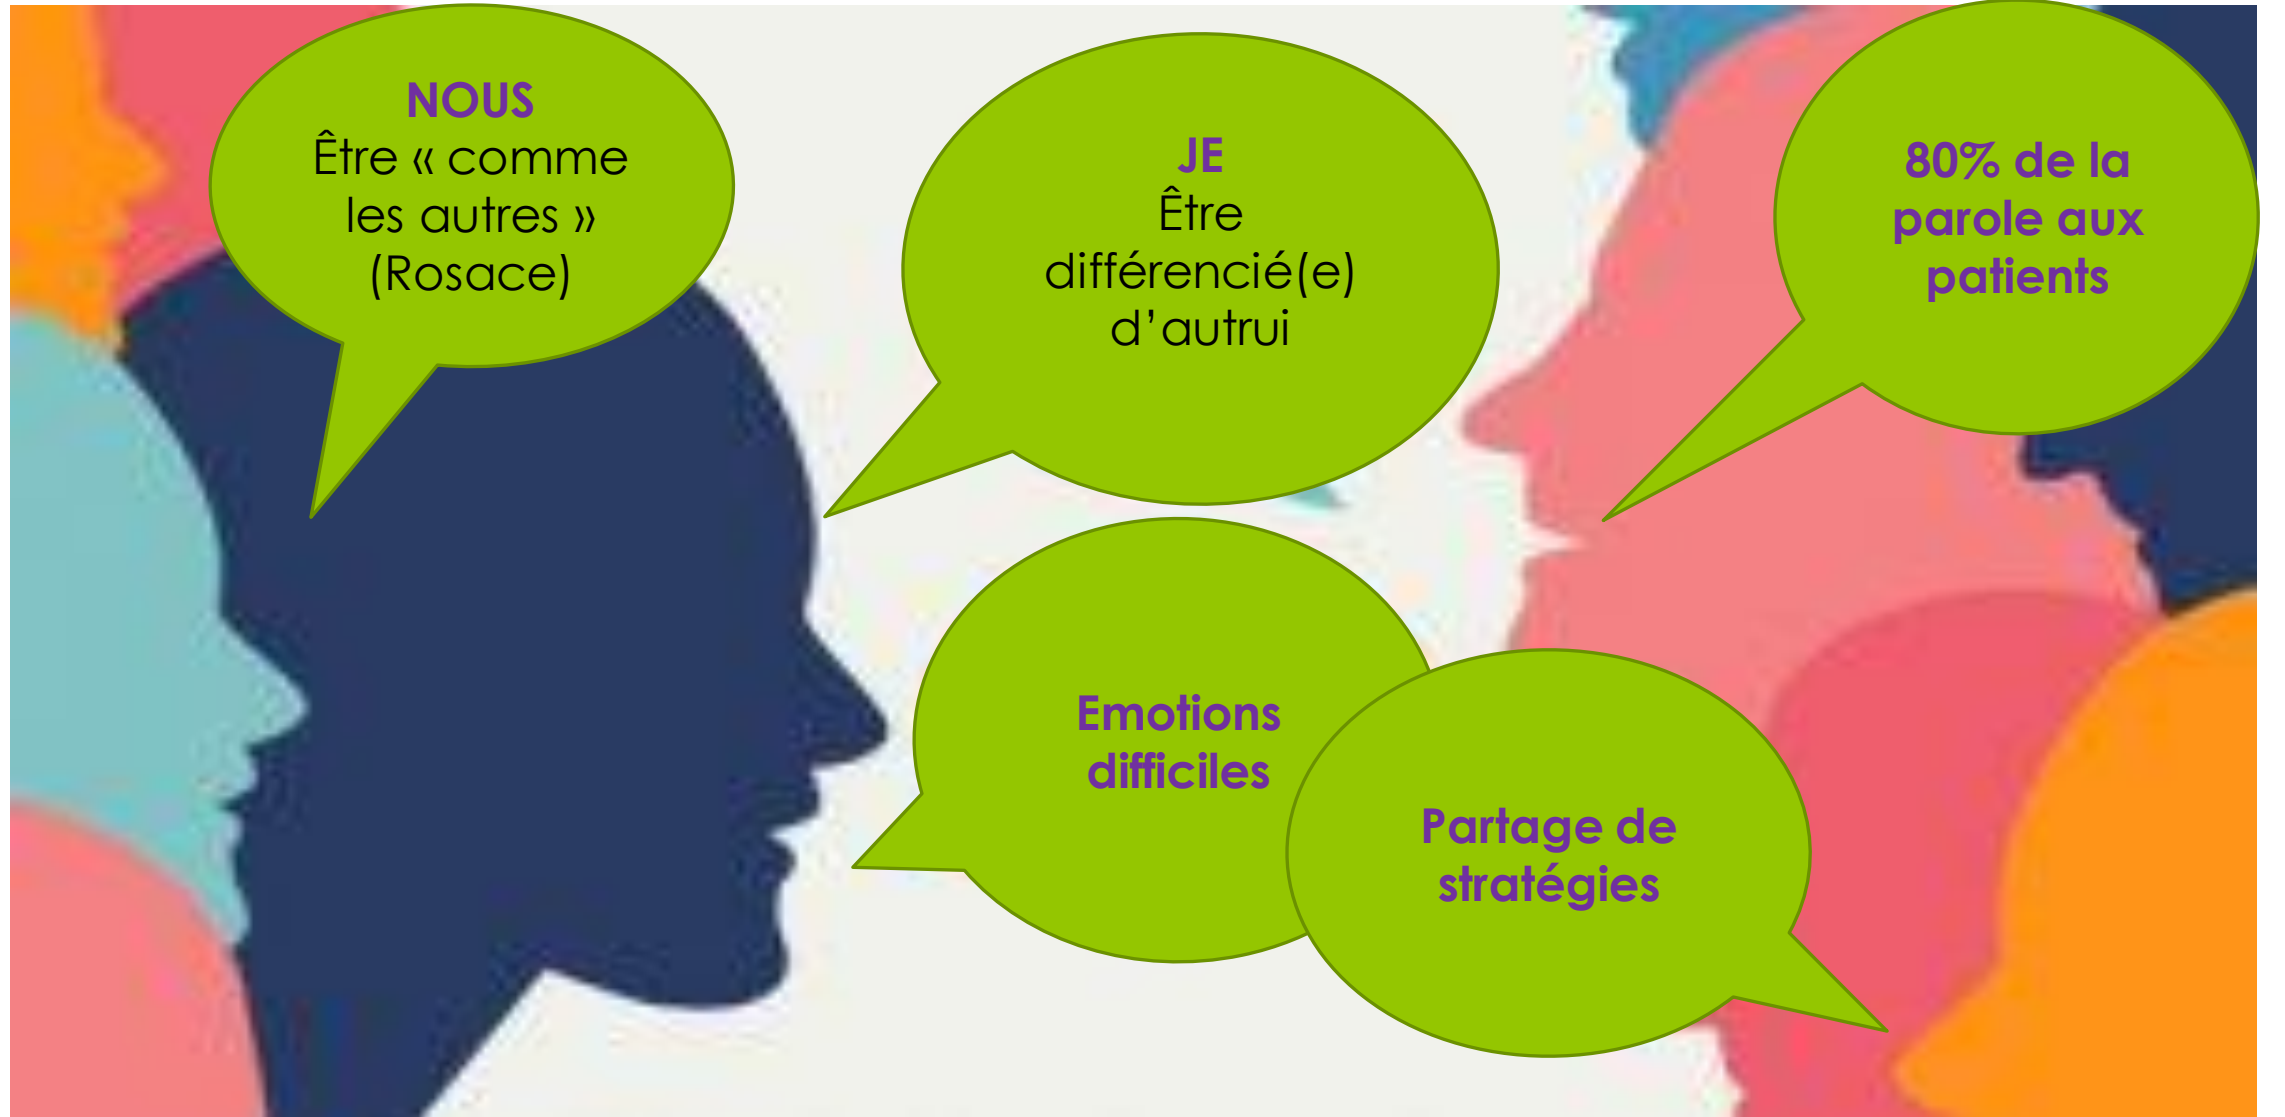 NOUS
Être « comme
les autres »
(Rosace)
JE
Être
différencié(e)
d’autrui
80% de la
parole aux
patients
Emotions
difficiles
Partage de
stratégies